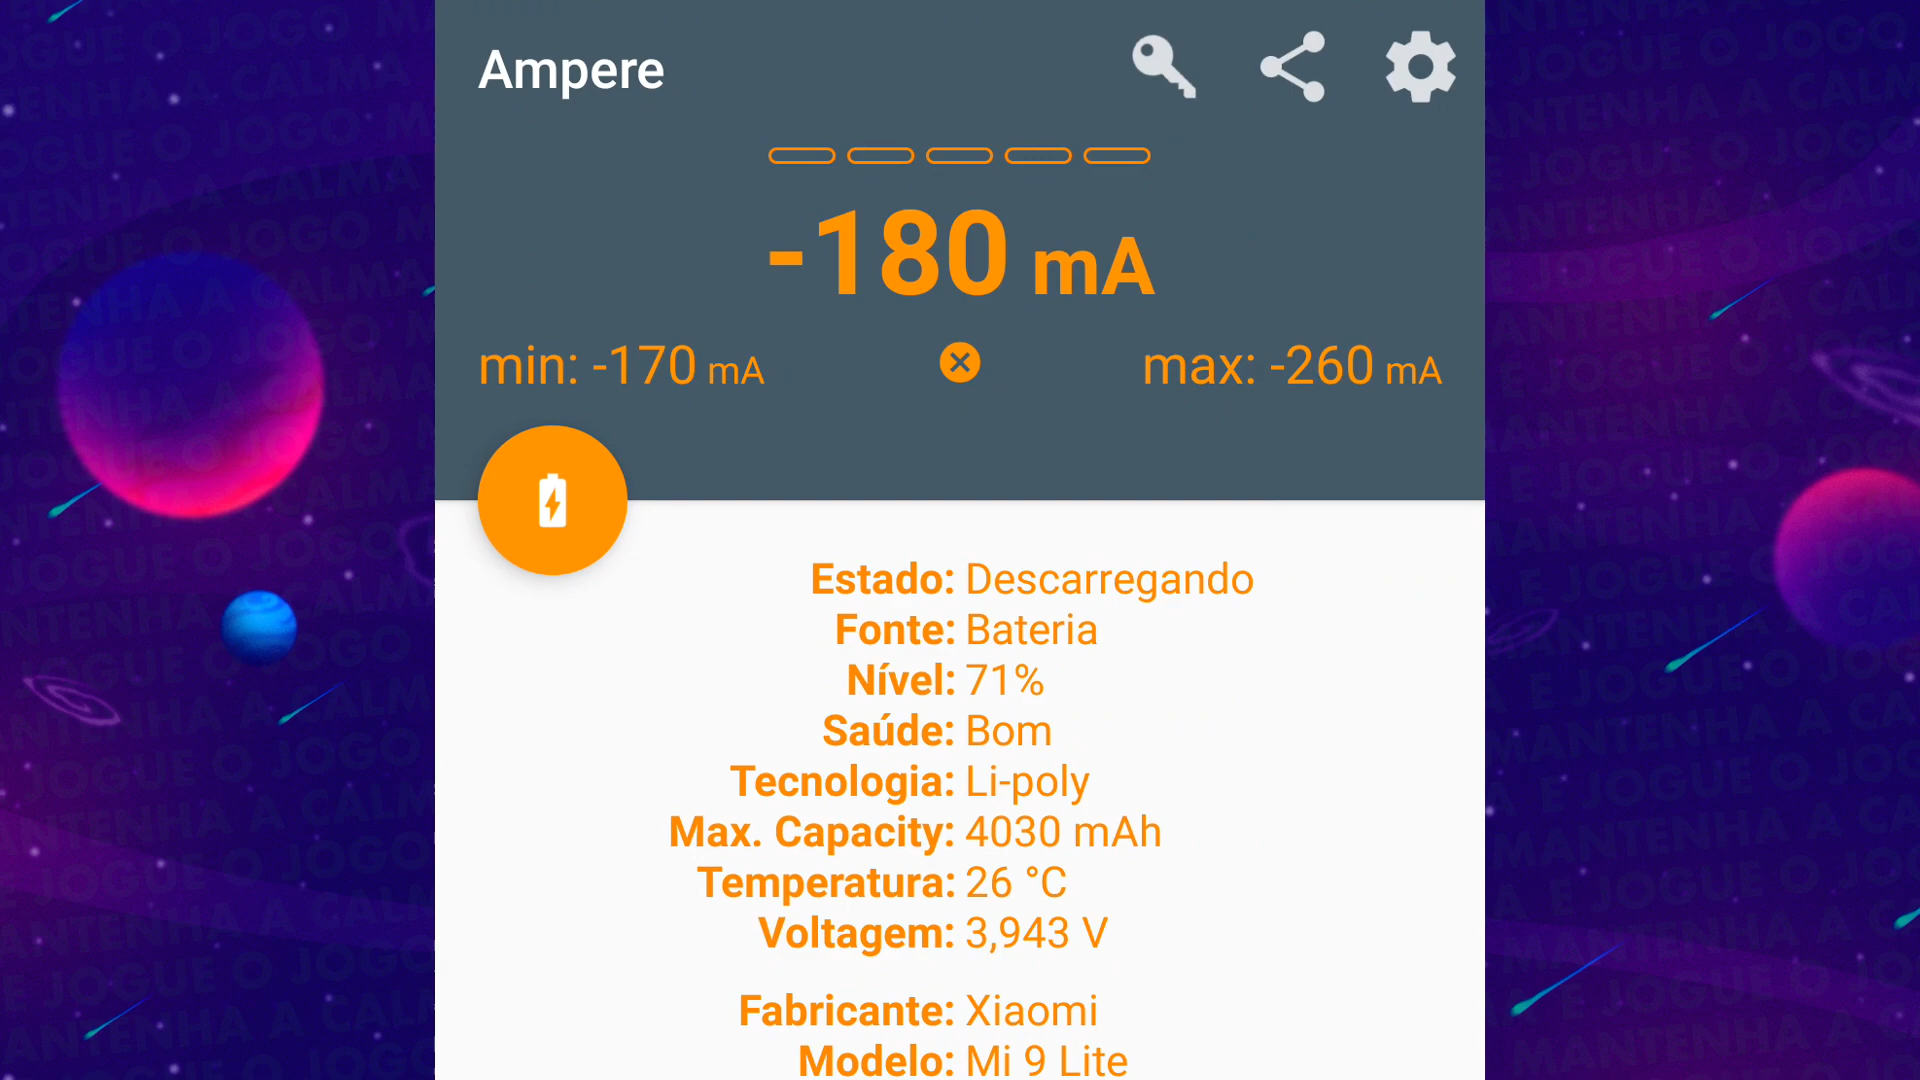 Ampere
-180 mA
min: -170 mA
max: -260 mA
Estado: Descarregando
Fonte: Bateria
Nível: 71%
Saúde: Bom
Tecnologia: Li-poly
Max. Capacity: 4030 mAh
Temperatura: 26 °C
Voltagem: 3,943 V
Fabricante: Xiaomi
Modelo: Mi 9 Lite